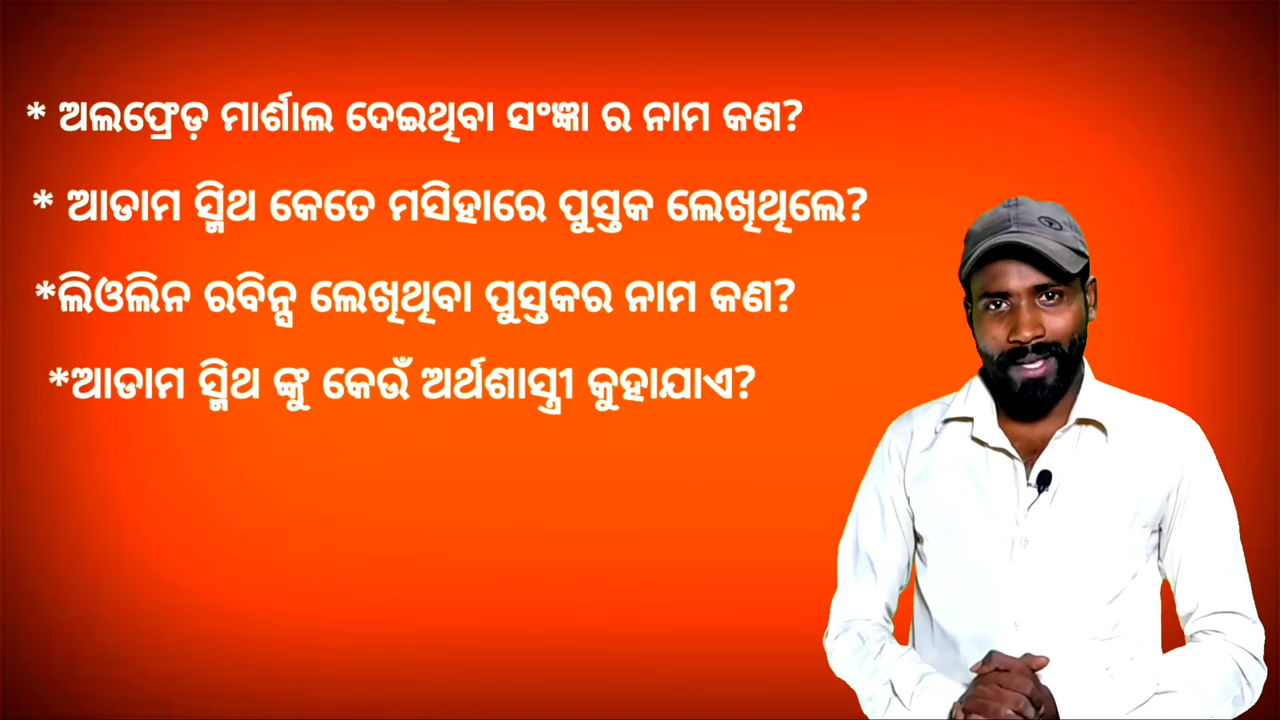 * ଅଲଫ୍ରେଡ଼ ମାର୍ଶାଲ ଦେଇଥିବା ସଂଜ୍ଞା ର ନାମ କଣ?
* ଆଡାମ ସ୍ମିଥ କେତେ ମସିହାରେ ପୁସ୍ତକ ଲେଖିଥିଲେ?
*ଲିଓଲିନ ରବିନ୍ସ ଲେଖିଥିବା ପୁସ୍ତକର ନାମ କଣ?
*ଆଡାମ ସ୍ମିଥ ଙ୍କୁ କେଉଁ ଅର୍ଥଶାସ୍ତ୍ରୀ କୁହାଯାଏ?